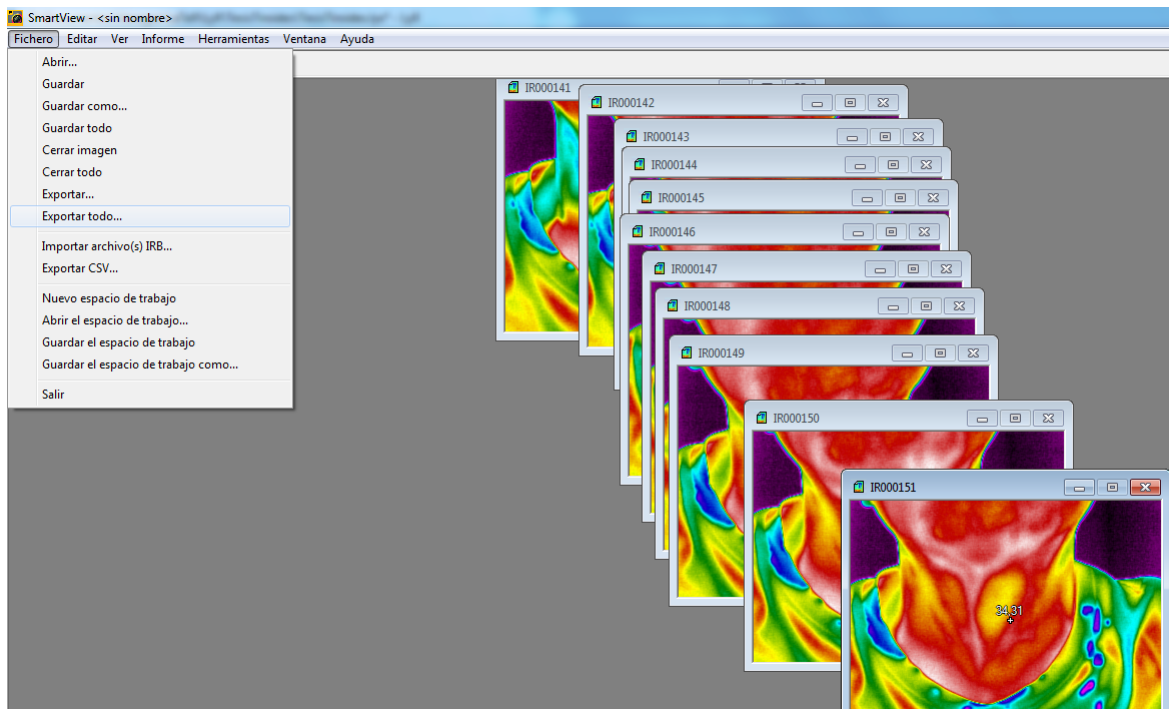 SmartView - <sin nombre>
Fichero Editar Ver Informe Herramientas Ventana Ayuda
Abrir...
Guardar
Guardar como...
Guardar todo
Cerrar imagen
Cerrar todo
Exportar...
Exportar todo...
Importar archivo(s) IRB...
Exportar CSV...
Nuevo espacio de trabajo
Abrir el espacio de trabajo...
Guardar el espacio de trabajo
Guardar el espacio de trabajo como...
Salir
IR000141
IR000142
IR000143
IR000144
IR000145
IR000146
IR000147
IR000148
IR000149
IR000150
IR000151
34,31